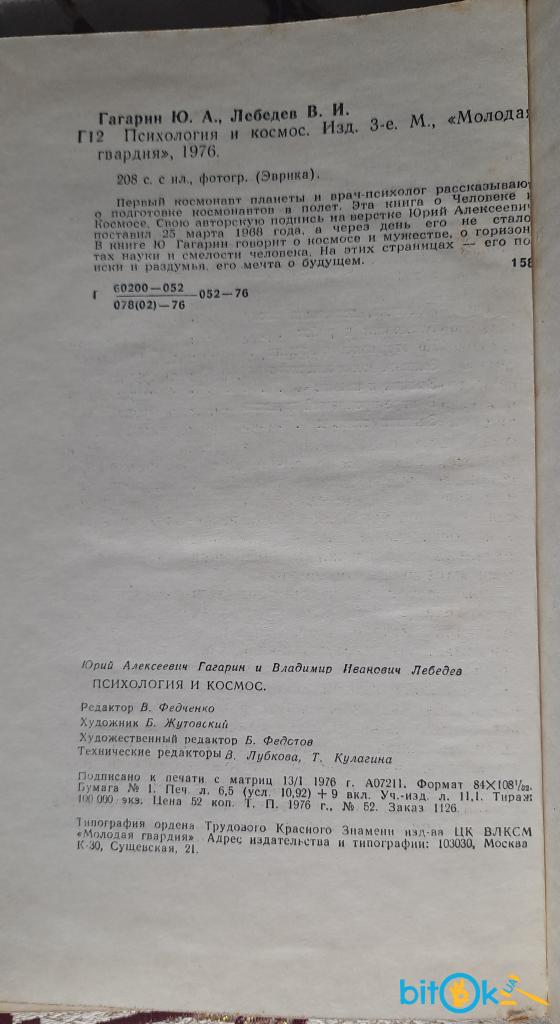 Гагарин Ю. А., Лебедев В. И.
Г12 Психология и космос. Изд. 3-е. М., «Молодая
гвардия», 1976.
208 с. с ил., фотогр. (Эврика).
Первый космонавт планеты и врач-психолог рассказывают
о подготовке космонавтов в полет. Эта книга о Человеке и
Космосе. Свою авторскую подпись на верстке Юрий Алексеевич
поставил 25 марта 1968 года, а через день его не стало.
В книге Ю Гагарин говорит о космосе и мужестве, о горизон-
тах науки и смелости человека. На этих страницах — его по-
иски и раздумья, его мечта о будущем.
158
Г 60200—052
078(02)—76 052—76
Юрий Алексеевич Гагарин и Владимир Иванович Лебедев
ПСИХОЛОГИЯ И КОСМОС.
Редактор В. Федченко
Художник Б. Жутовский
Художественный редактор Б. Федотов
Технические редакторы В. Лубкова, Т. Кулагина
Подписано к печати с матриц 13/I 1976 г. А07211. Формат 84×108¹/₃₂.
Бумага № 1. Печ. л. 6,5 (усл. 10,92) + 9 вкл. Уч.-изд. л. 11,1. Тираж
100 000 экз. Цена 52 коп. Т. П. 1976 г., № 52. Заказ 1126.
Типография ордена Трудового Красного Знамени изд-ва ЦК ВЛКСМ
«Молодая гвардия». Адрес издательства и типографии: 103030, Москва
К-30, Сущевская, 21.
bitok.ua